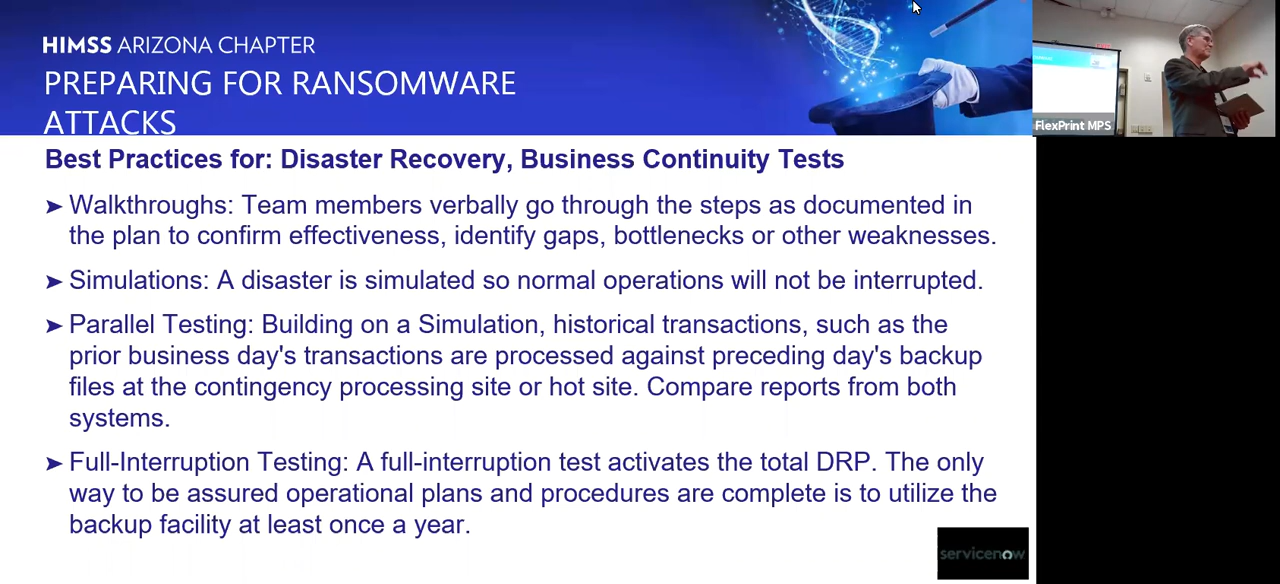 HIMSS ARIZONA CHAPTER
PREPARING FOR RANSOMWARE
ATTACKS
FlexPrint MPS
Best Practices for: Disaster Recovery, Business Continuity Tests
➤ Walkthroughs: Team members verbally go through the steps as documented in
the plan to confirm effectiveness, identify gaps, bottlenecks or other weaknesses.
➤ Simulations: A disaster is simulated so normal operations will not be interrupted.
➤ Parallel Testing: Building on a Simulation, historical transactions, such as the
prior business day's transactions are processed against preceding day's backup
files at the contingency processing site or hot site. Compare reports from both
systems.
➤ Full-Interruption Testing: A full-interruption test activates the total DRP. The only
way to be assured operational plans and procedures are complete is to utilize the
backup facility at least once a year.
servicenow